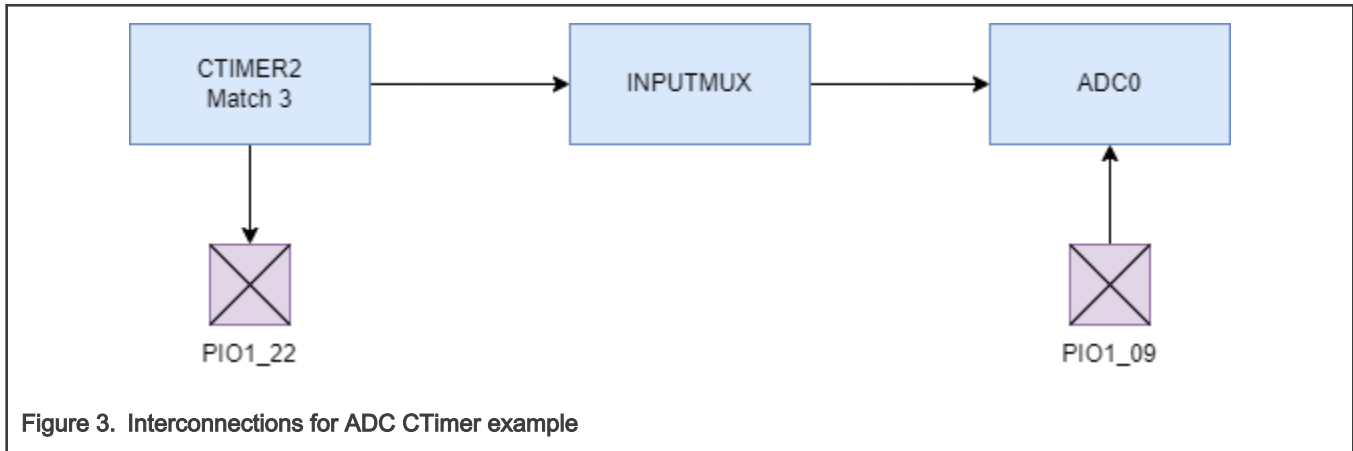 CTIMER2
Match 3
INPUTMUX
ADC0
PIO1_22
PIO1_09
Figure 3. Interconnections for ADC CTimer example